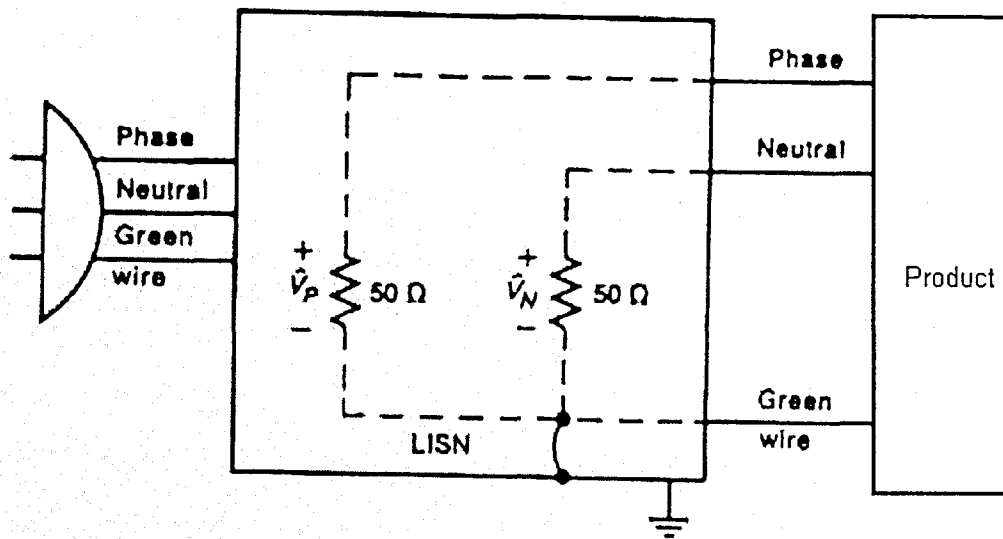 Phase
Neutral
Green
wire
+
V̂P
−
50 Ω
+
V̂N
−
50 Ω
LISN
Phase
Neutral
Green
wire
Product